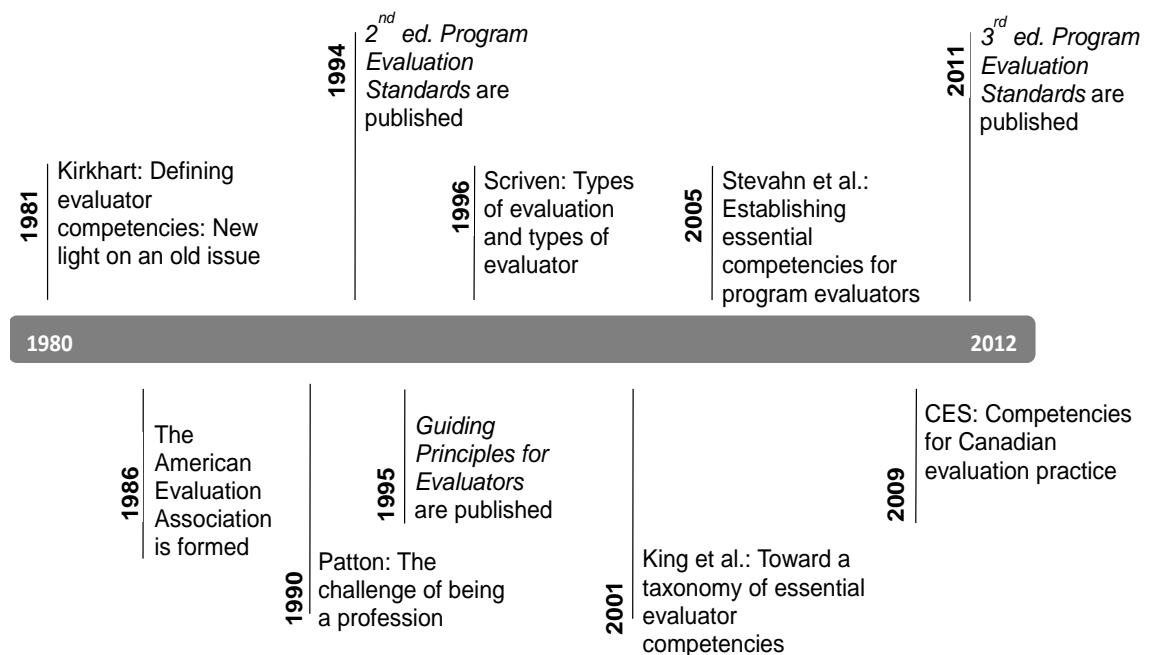 1981
Kirkhart: Defining
evaluator
competencies: New
light on an old issue
1994
2nd ed. Program
Evaluation
Standards are
published
1996
Scriven: Types
of evaluation
and types of
evaluator
2005
Stevahn et al.:
Establishing
essential
competencies for
program evaluators
2011
3rd ed. Program
Evaluation
Standards are
published
1980
2012
1986
The
American
Evaluation
Association
is formed
1990
Patton: The
challenge of being
a profession
1995
Guiding
Principles for
Evaluators
are published
2001
King et al.: Toward a
taxonomy of essential
evaluator
competencies
2009
CES: Competencies
for Canadian
evaluation practice